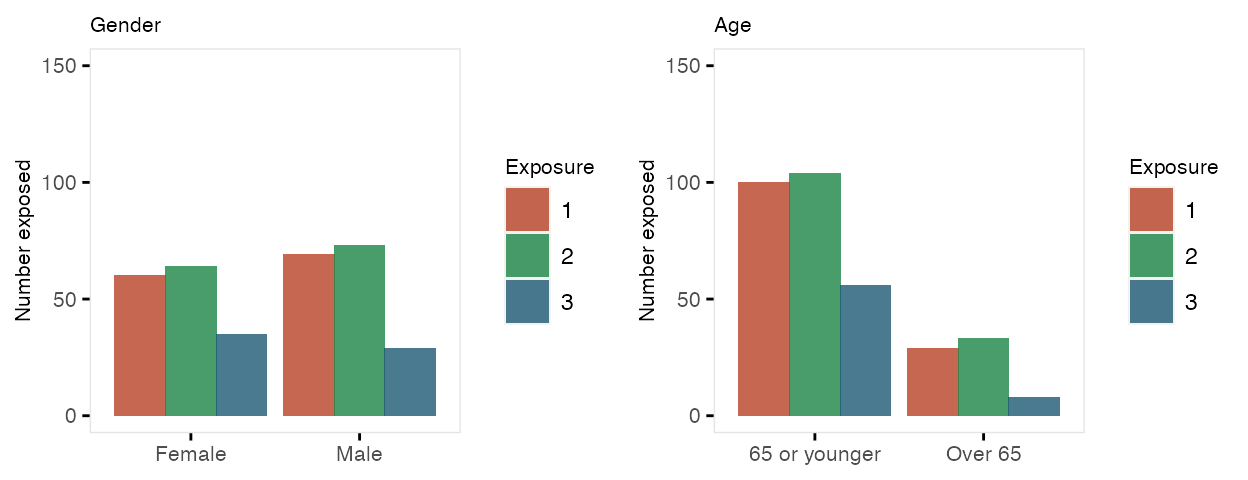 Gender
150
100
50
0
Number exposed
Female
Male
Exposure
1
2
3
Age
150
100
50
0
Number exposed
65 or younger
Over 65
Exposure
1
2
3